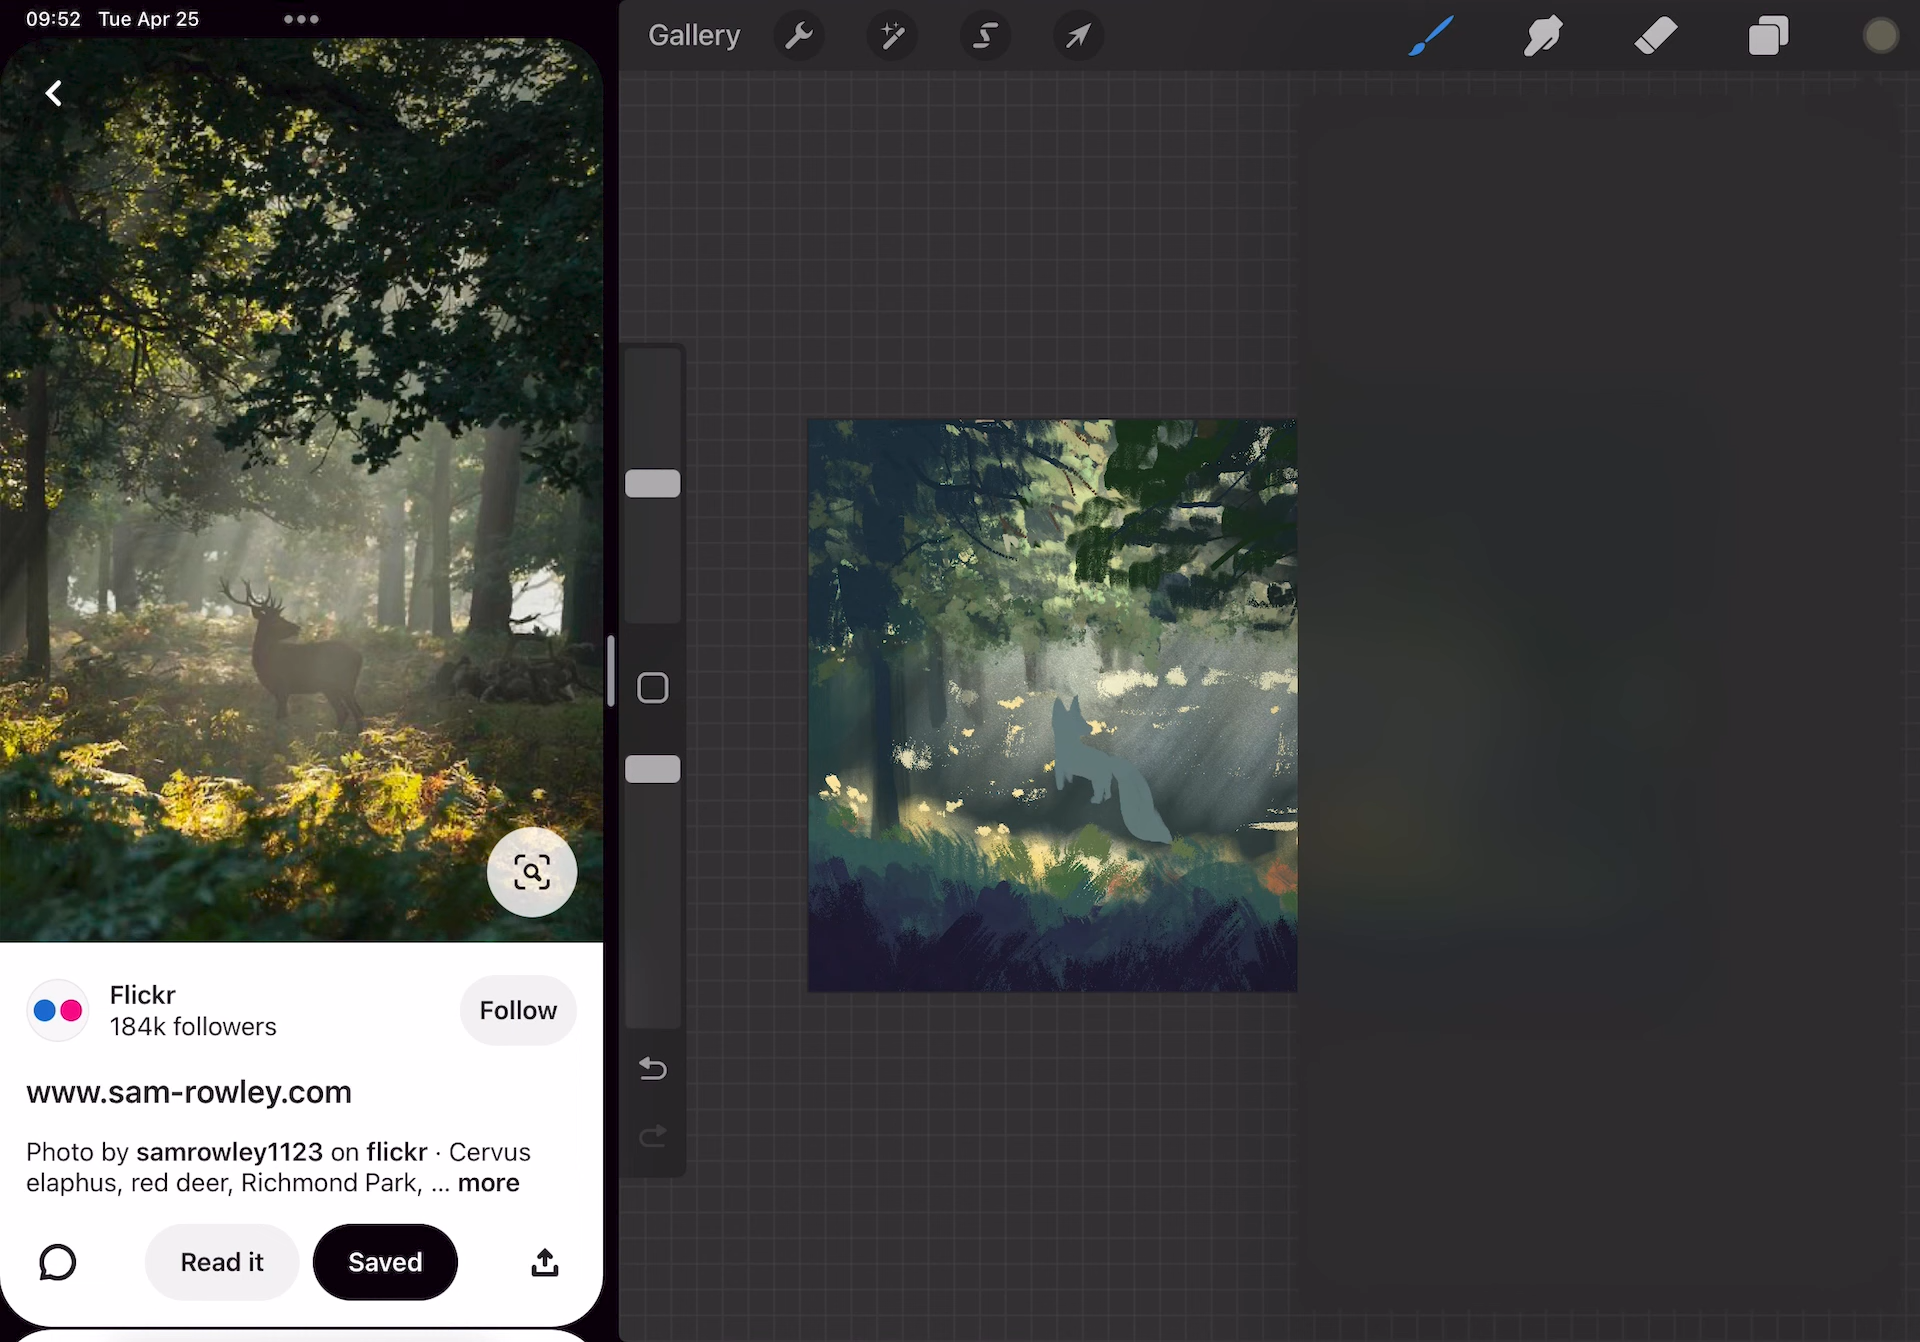 09:52 Tue Apr 25
Gallery
Flickr
184k followers
Follow
www.sam-rowley.com
Photo by samrowley1123 on flickr · Cervus
elaphus, red deer, Richmond Park, ... more
Read it
Saved